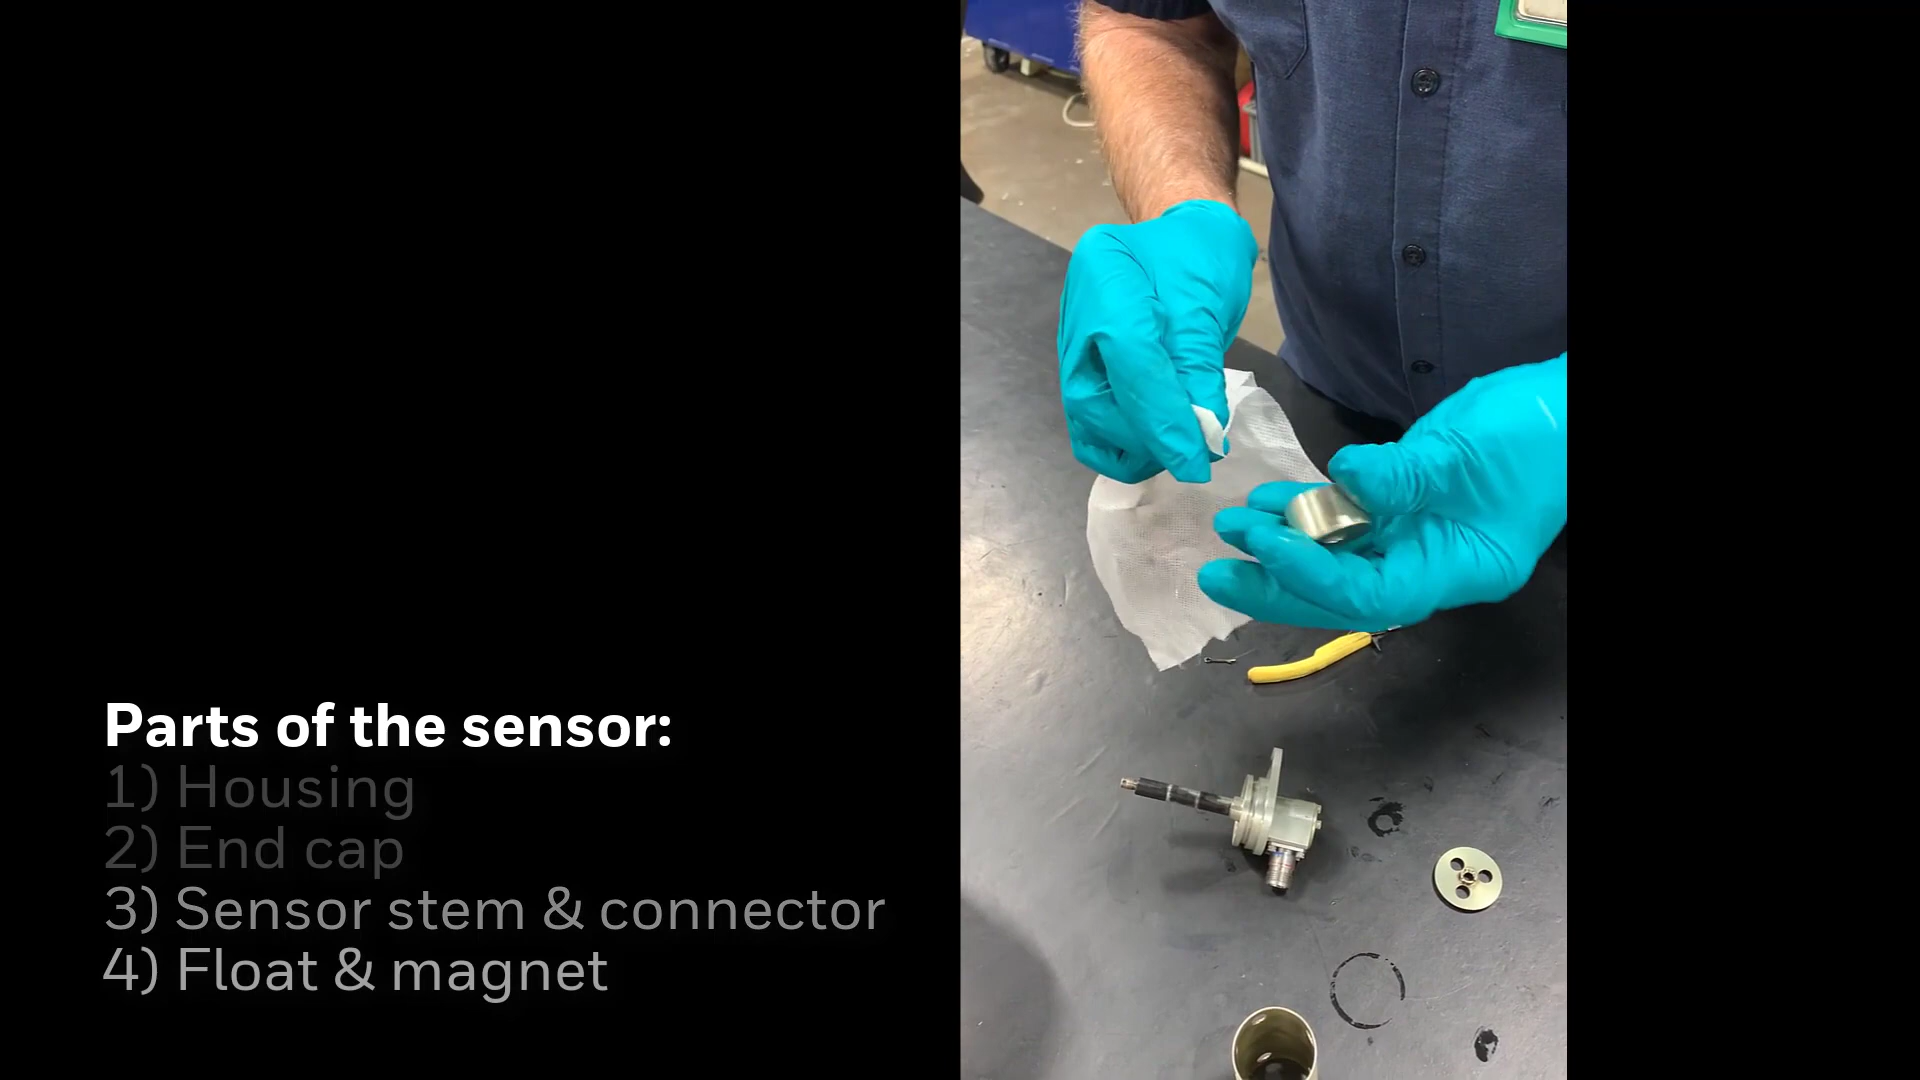 Parts of the sensor:
1) Housing
2) End cap
3) Sensor stem & connector
4) Float & magnet